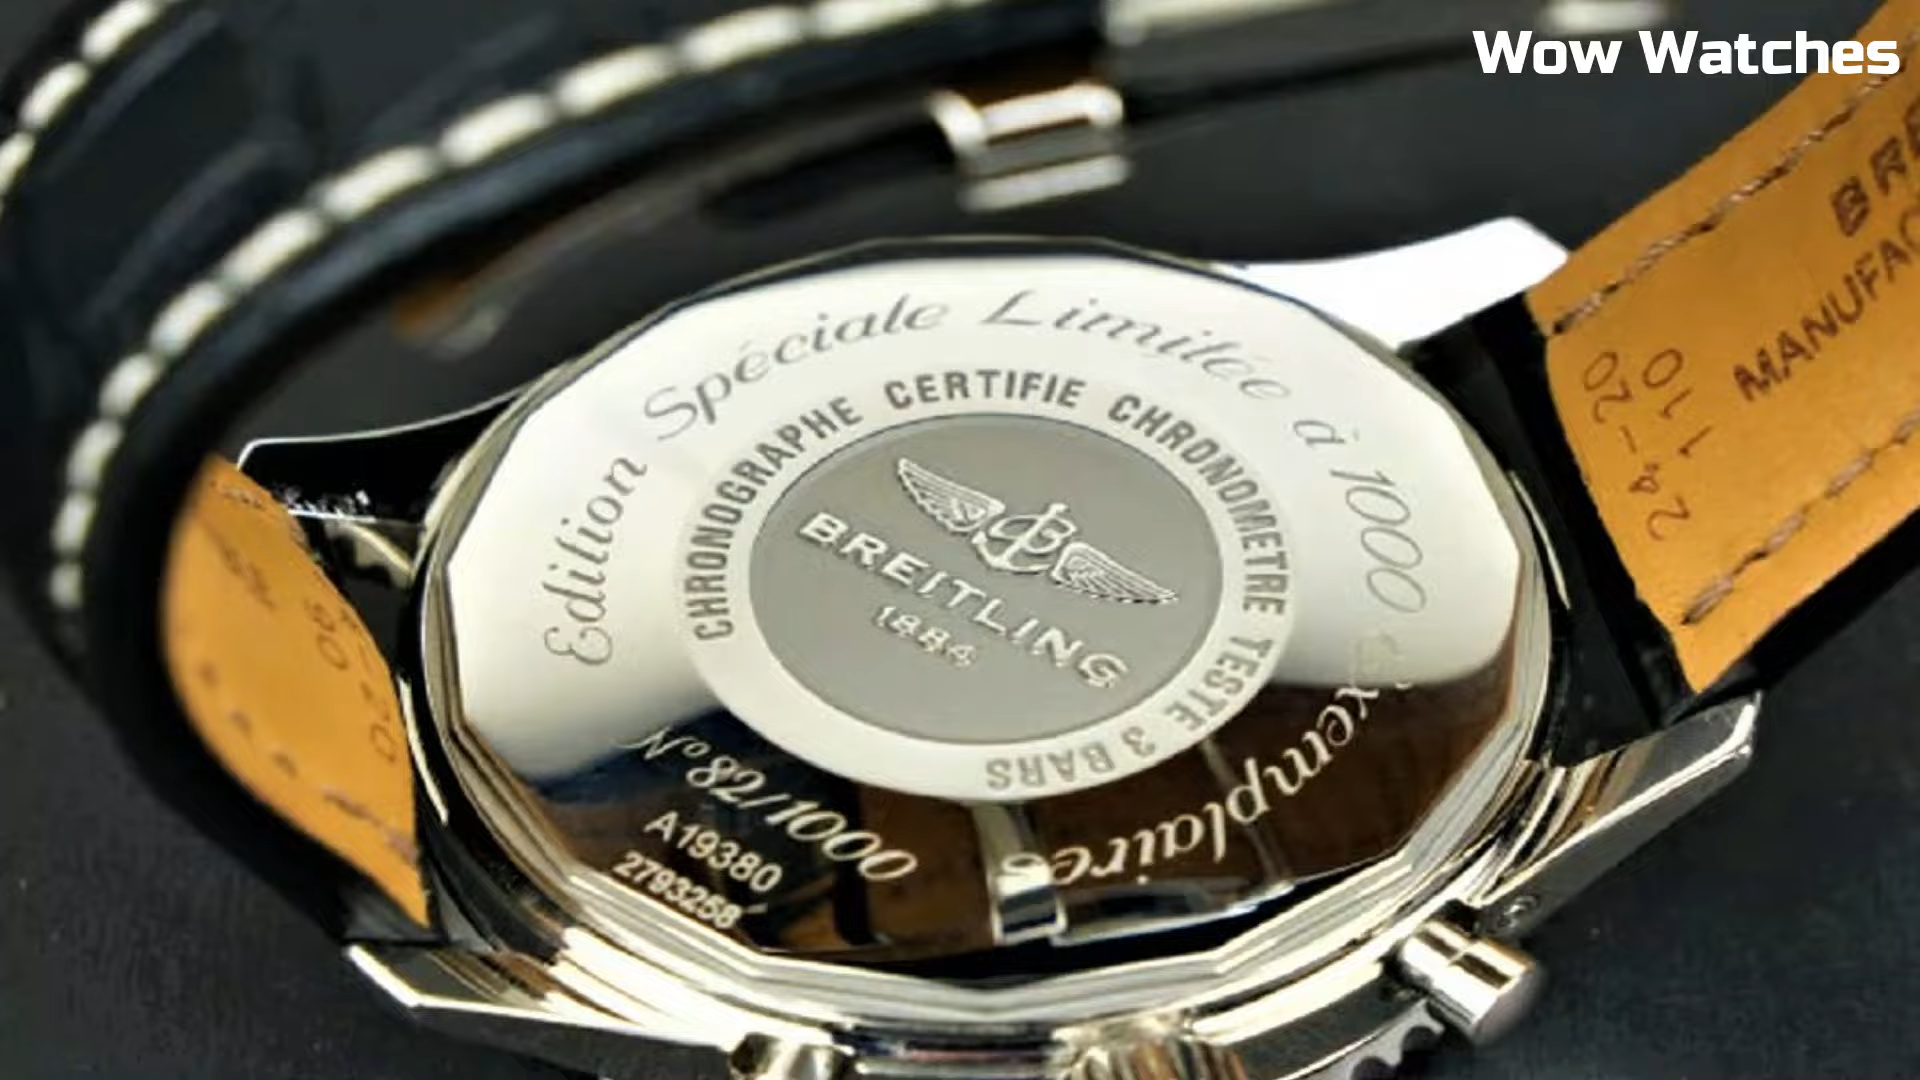 Wow Watches
Edition Spéciale Limitée à 1000 exemplaires
CHRONOGRAPHE CERTIFIE CHRONOMETRE TESTE 3 BARS
BREITLING
1884
N° 82/1000
A19380
2793258
BRE
MANUFAC
24-20
110